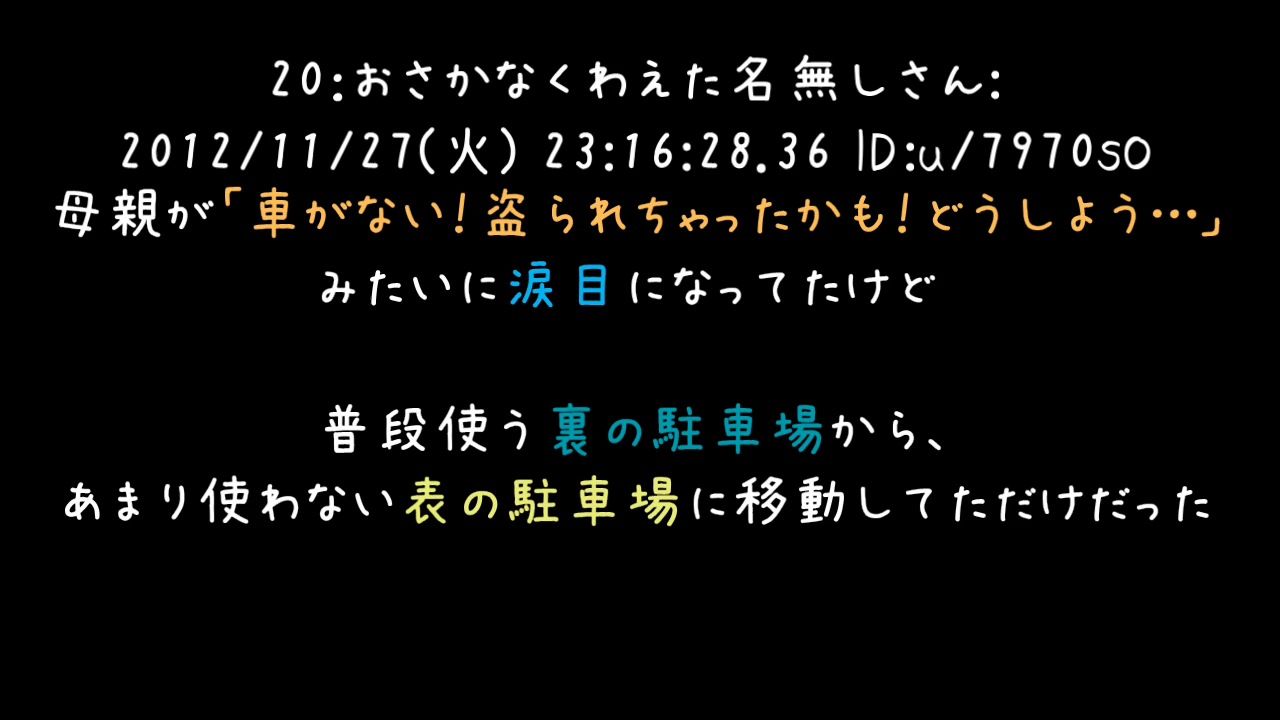 20:おさかなくわえた名無しさん:
2012/11/27(火) 23:16:28.36 ID:u/7970sO
母親が「車がない!盗られちゃったかも!どうしよう…」
みたいに涙目になってたけど
普段使う裏の駐車場から、
あまり使わない表の駐車場に移動してただけだった